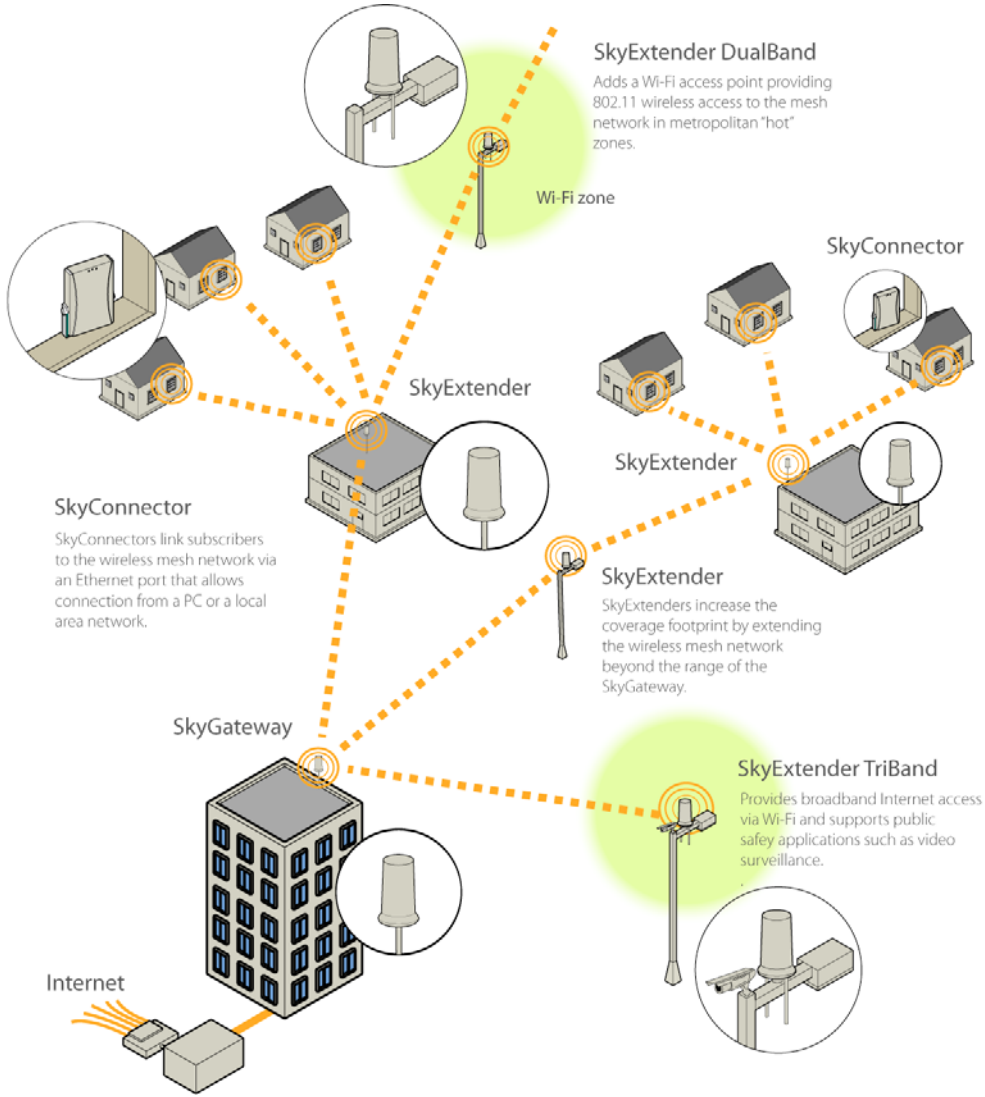 SkyExtender DualBand
Adds a Wi-Fi access point providing
802.11 wireless access to the mesh
network in metropolitan “hot”
zones.
Wi-Fi zone
SkyConnector
SkyExtender
SkyExtender
SkyConnector
SkyConnectors link subscribers
to the wireless mesh network via
an Ethernet port that allows
connection from a PC or a local
area network.
SkyExtender
SkyExtenders increase the
coverage footprint by extending
the wireless mesh network
beyond the range of the
SkyGateway.
SkyGateway
SkyExtender TriBand
Provides broadband Internet access
via Wi-Fi and supports public
safey applications such as video
surveillance.
.
Internet